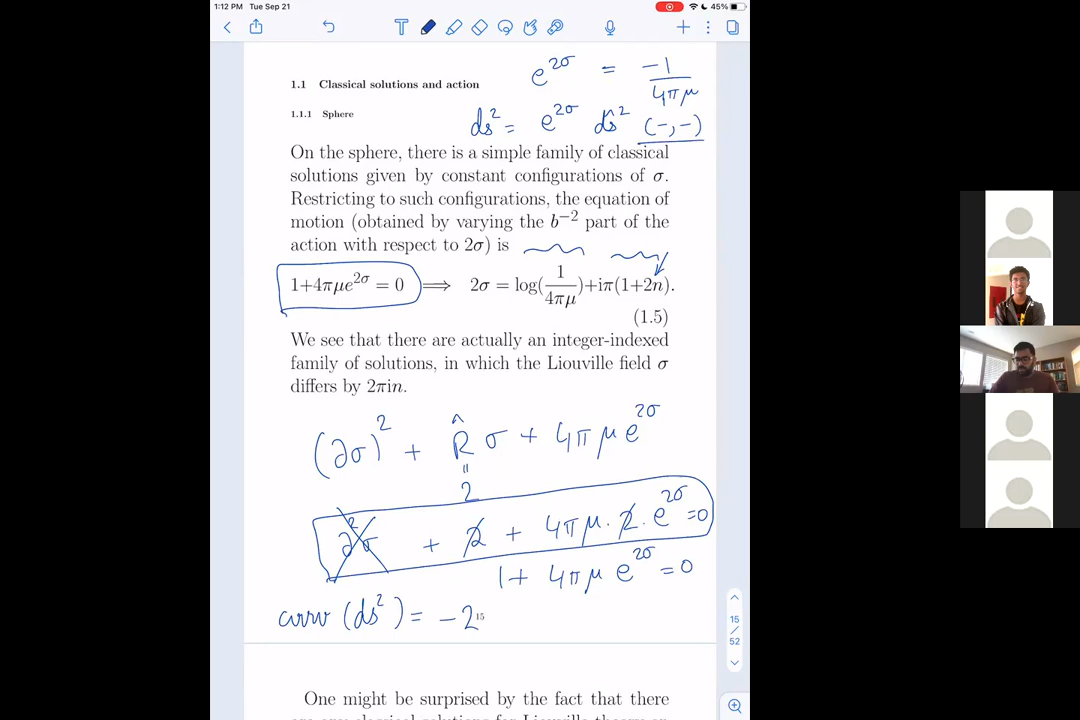 1:12 PM Tue Sep 21
45%
1.1 Classical solutions and action
e^{2σ} = -1/4πμ
1.1.1 Sphere
ds² = e^{2σ} d̂s² (-,-)
On the sphere, there is a simple family of classical
solutions given by constant configurations of σ.
Restricting to such configurations, the equation of
motion (obtained by varying the b⁻² part of the
action with respect to 2σ) is
1+4πμe^{2σ} = 0 ⟹ 2σ = log(1/4πμ)+iπ(1+2n).
(1.5)
We see that there are actually an integer-indexed
family of solutions, in which the Liouville field σ
differs by 2πin.
(∂σ)² + R̂ σ + 4πμe^{2σ}
=
2
∂²σ + 2 + 4πμ·2·e^{2σ} =0
1 + 4πμ e^{2σ} =0
curv (ds²) = -2
15
15
/
52
One might be surprised by the fact that there